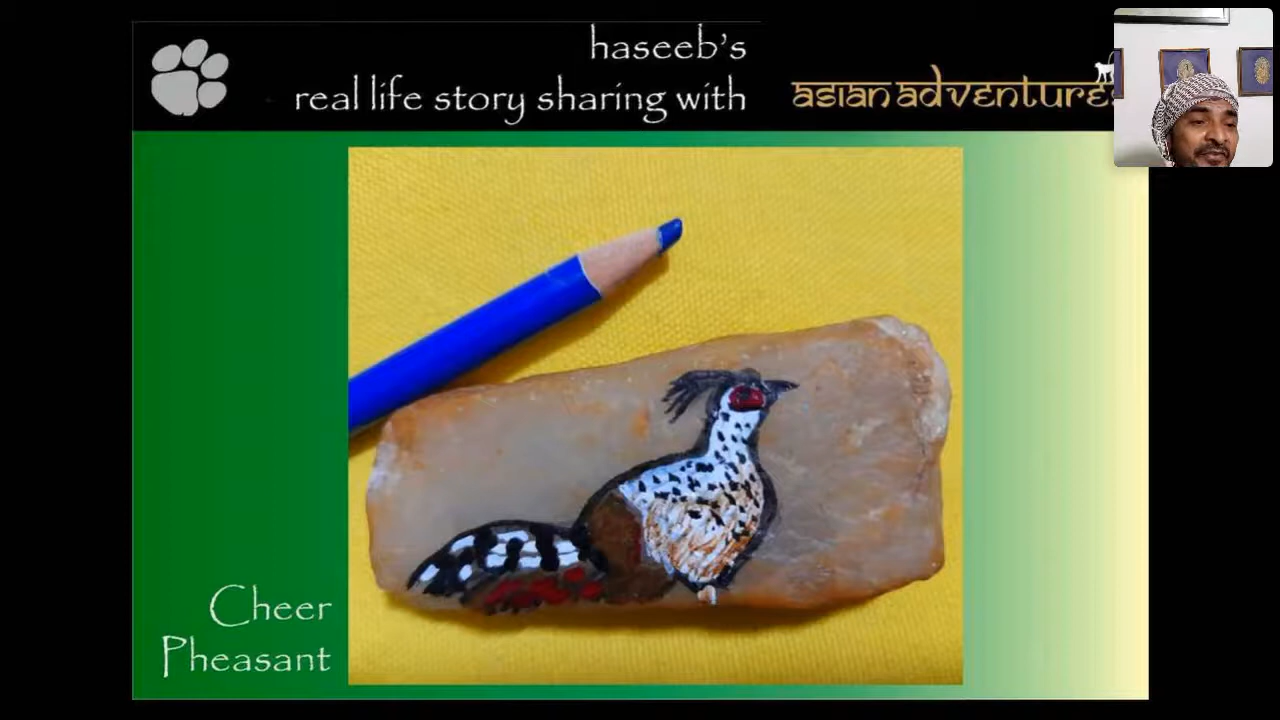 haseeb's
real life story sharing with
asian adventures
Cheer
Pheasant